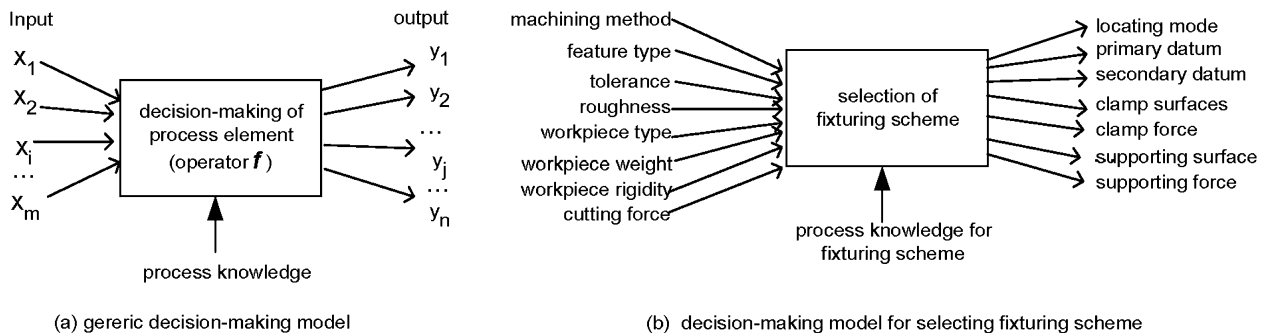 Input
output
x1
x2
xi
...
xm
decision-making of
process element
(operator f )
y1
y2
...
yj
...
yn
process knowledge
(a) gereric decision-making model
machining method
feature type
tolerance
roughness
workpiece type
workpiece weight
workpiece rigidity
cutting force
selection of
fixturing scheme
locating mode
primary datum
secondary datum
clamp surfaces
clamp force
supporting surface
supporting force
process knowledge for
fixturing scheme
(b) decision-making model for selecting fixturing scheme